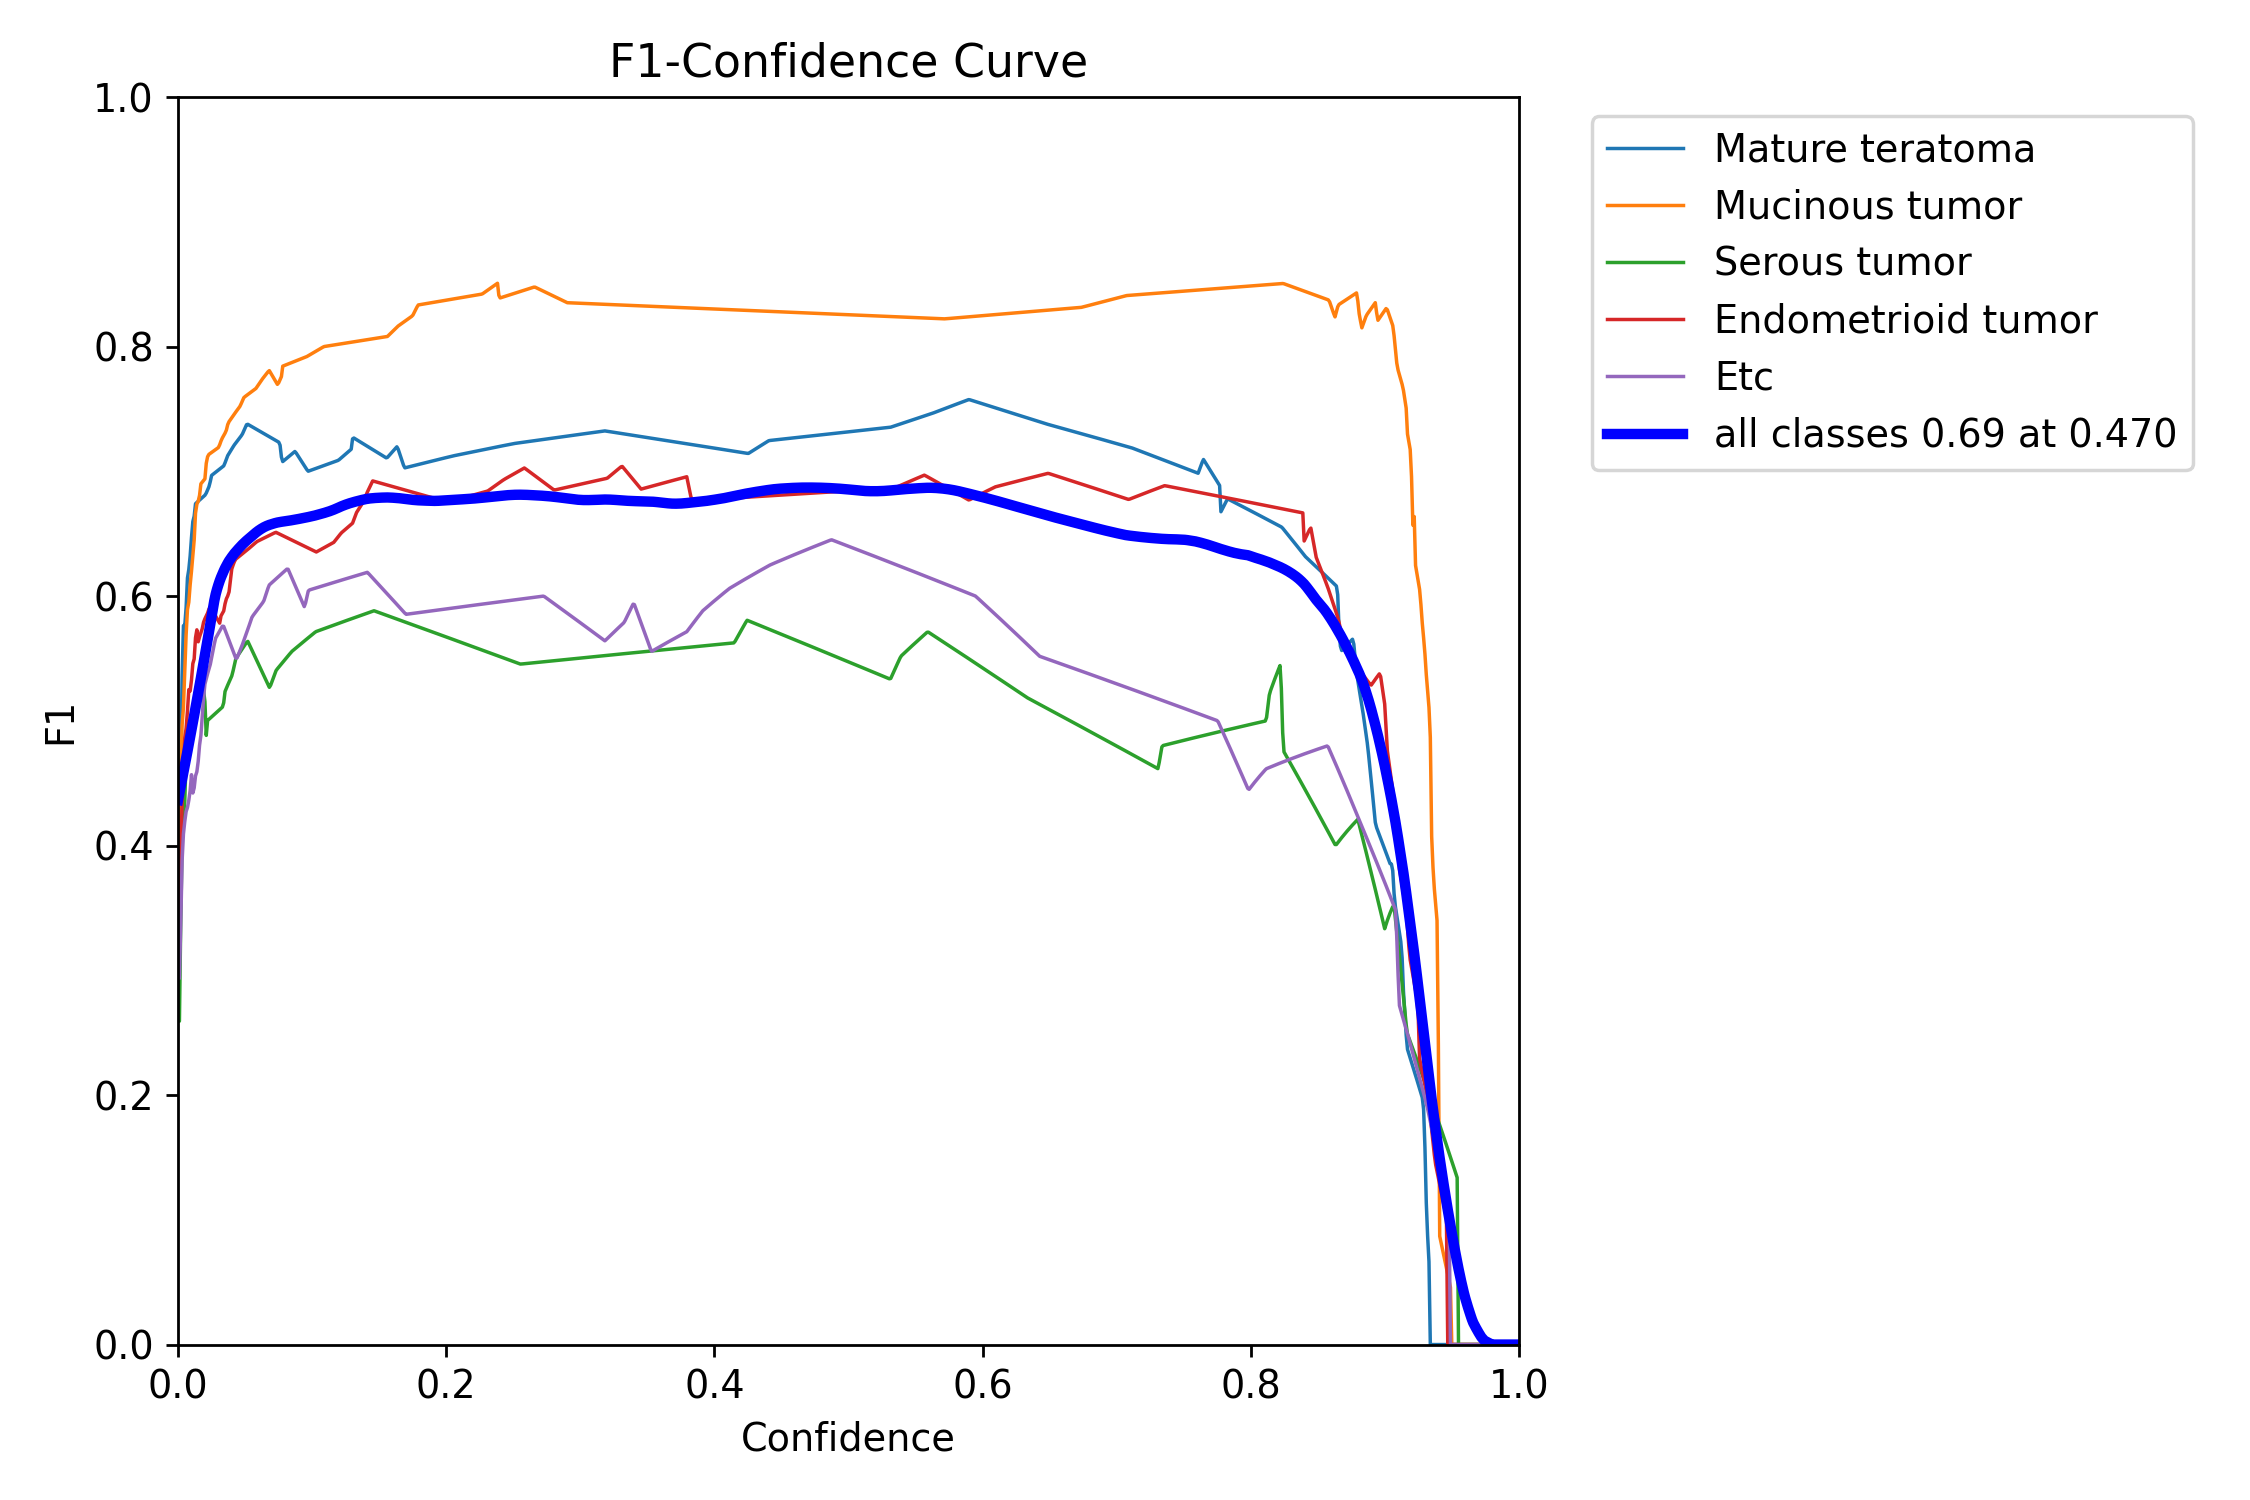 F1-Confidence Curve
1.0
0.8
0.6
0.4
0.2
0.0
F1
0.0 0.2 0.4 0.6 0.8 1.0
Confidence
Mature teratoma
Mucinous tumor
Serous tumor
Endometrioid tumor
Etc
all classes 0.69 at 0.470